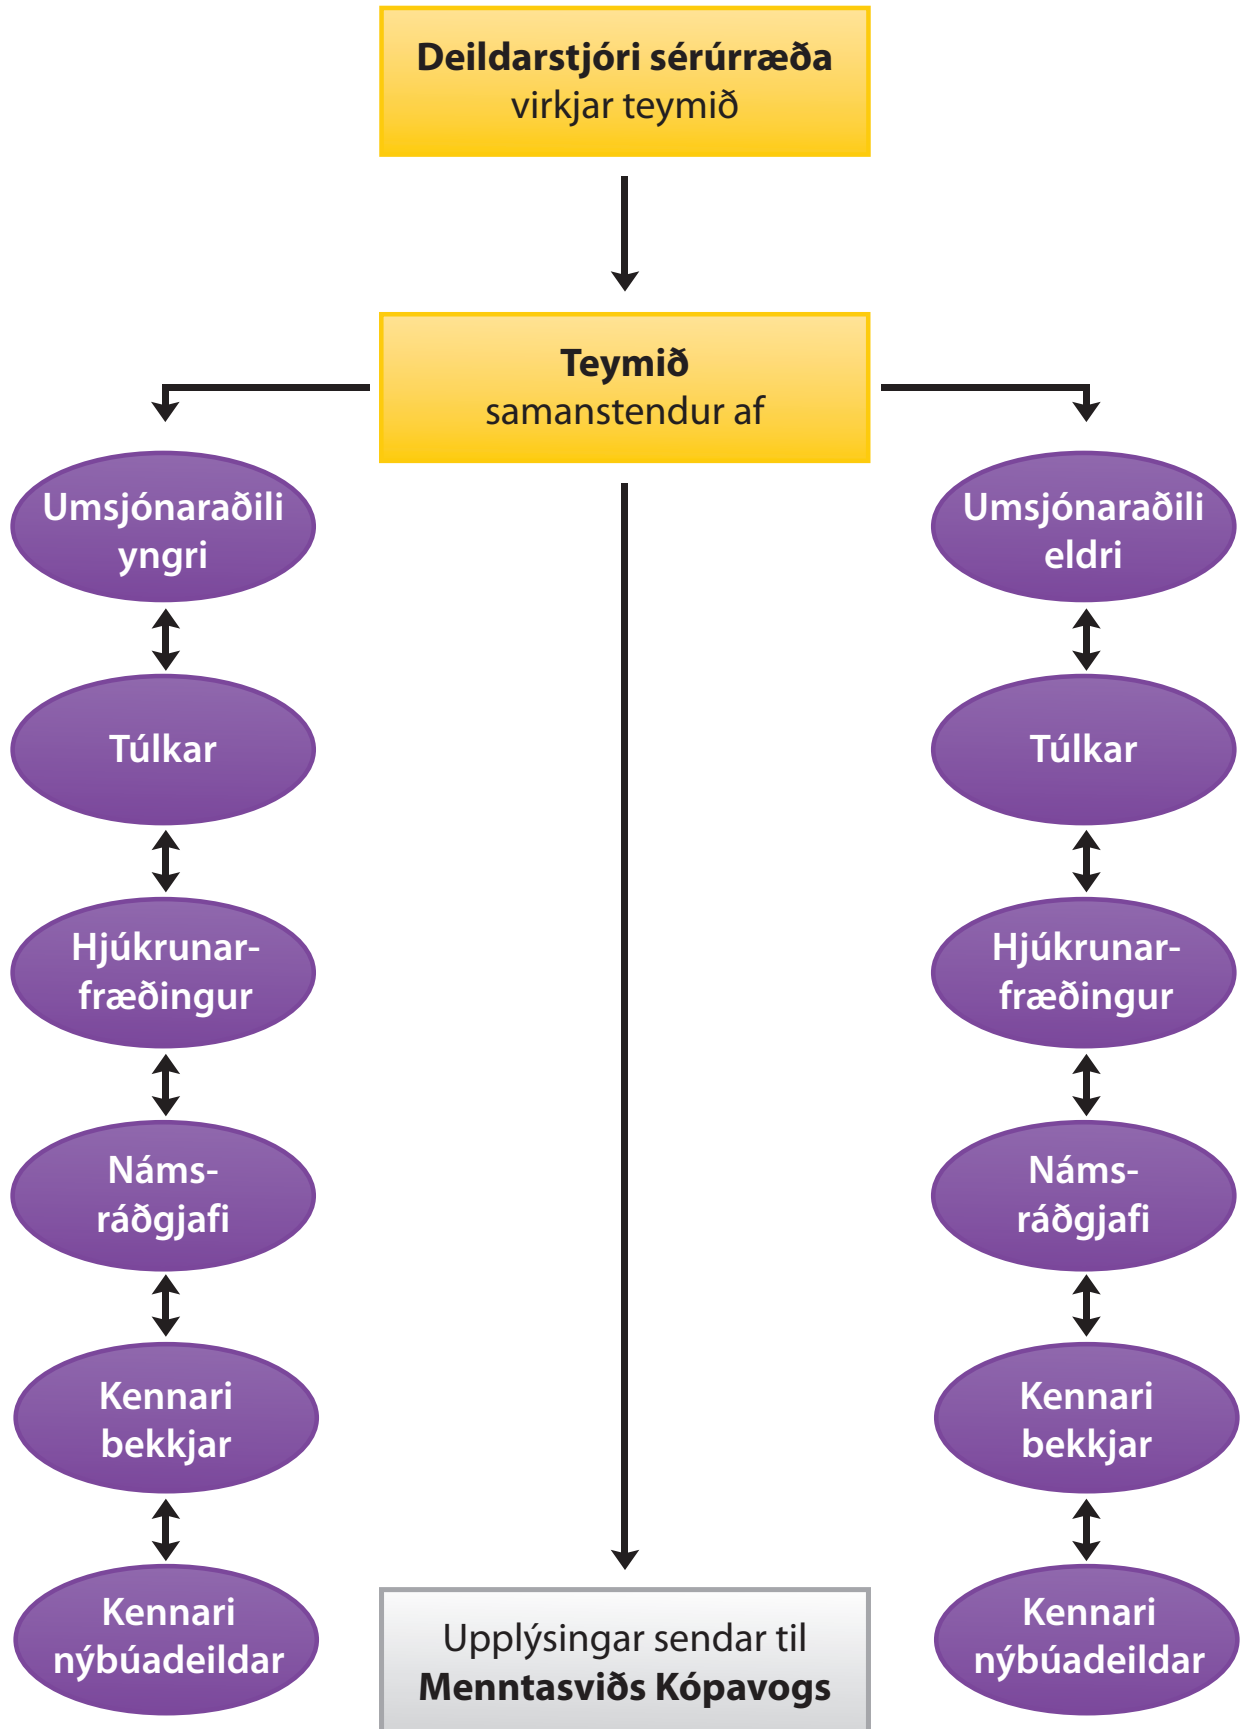 Deildarstjóri sérúrræða
virkjar teymið
Teymið
samanstendur af
Umsjónaraðili
yngri
Túlkar
Hjúkrunar-
fræðingur
Náms-
ráðgjafi
Kennari
bekkjar
Kennari
nýbúadeildar
Umsjónaraðili
eldri
Túlkar
Hjúkrunar-
fræðingur
Náms-
ráðgjafi
Kennari
bekkjar
Kennari
nýbúadeildar
Upplýsingar sendar til
Menntasviðs Kópavogs